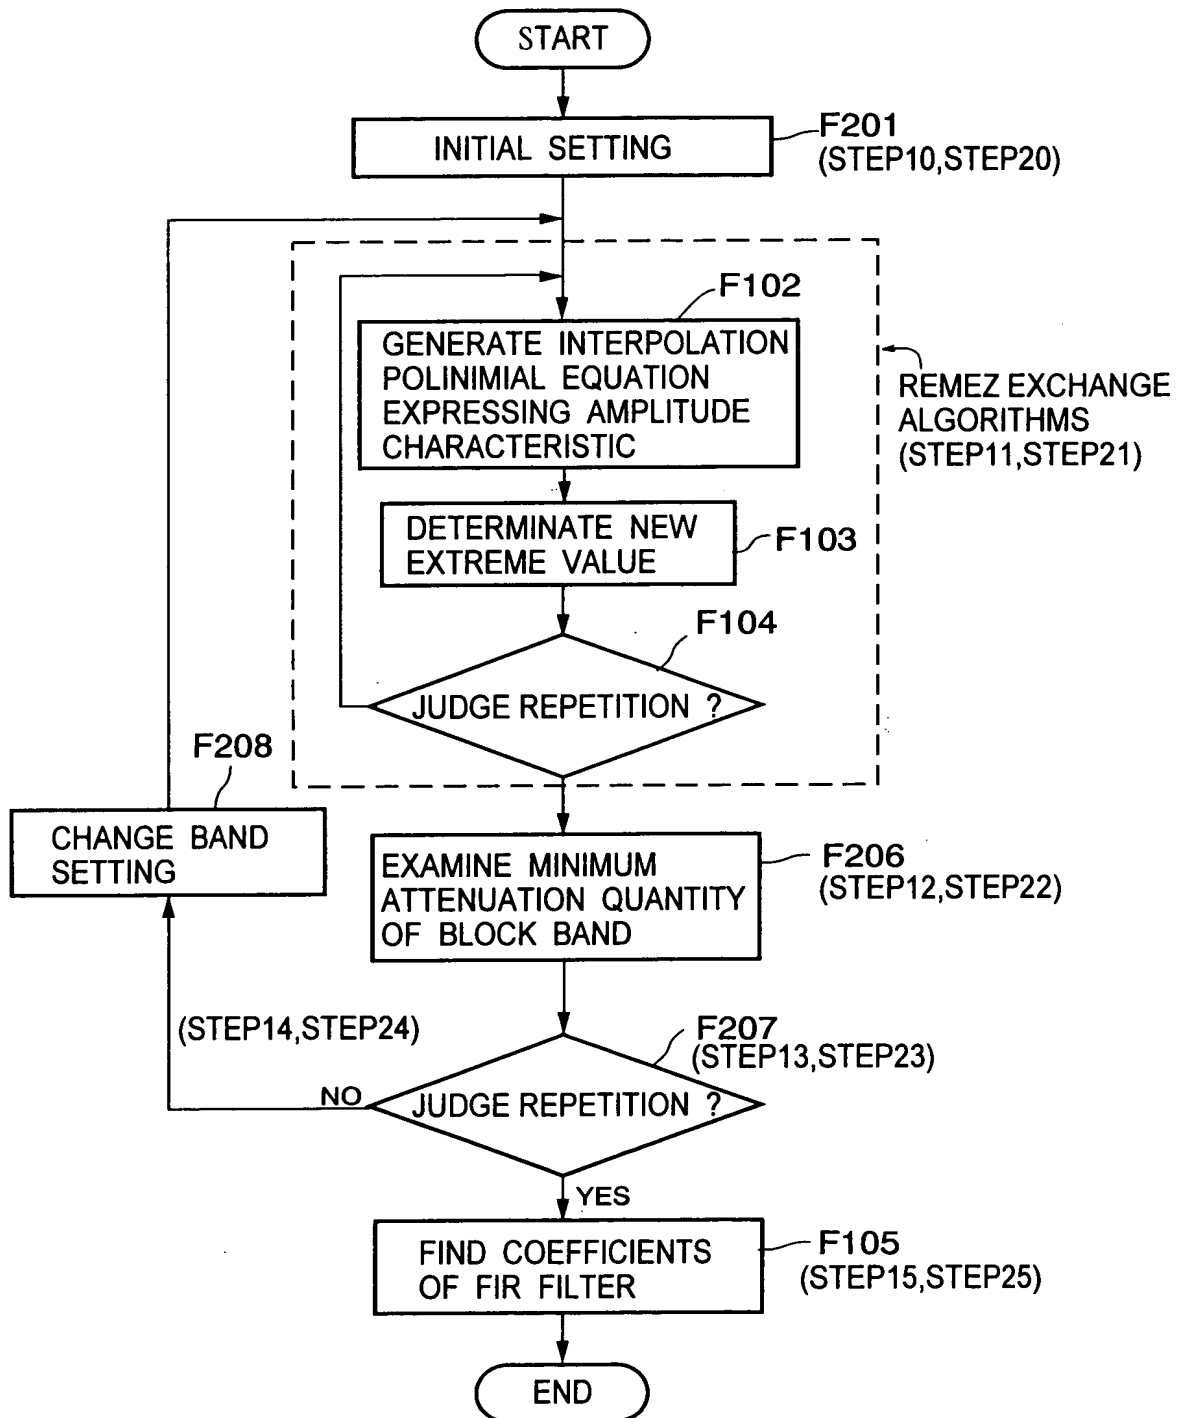 START
INITIAL SETTING
F201
(STEP10,STEP20)
F102
GENERATE INTERPOLATION
POLINIMIAL EQUATION
EXPRESSING AMPLITUDE
CHARACTERISTIC
REMEZ EXCHANGE
ALGORITHMS
(STEP11,STEP21)
DETERMINATE NEW
EXTREME VALUE
F103
F104
JUDGE REPETITION ?
F208
CHANGE BAND
SETTING
EXAMINE MINIMUM
ATTENUATION QUANTITY
OF BLOCK BAND
F206
(STEP12,STEP22)
(STEP14,STEP24)
F207
(STEP13,STEP23)
NO
JUDGE REPETITION ?
YES
FIND COEFFICIENTS
OF FIR FILTER
F105
(STEP15,STEP25)
END